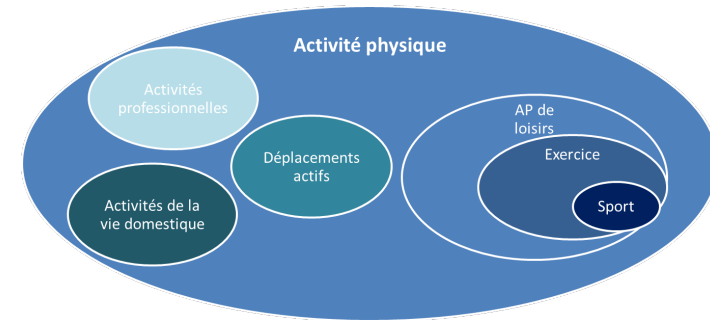 Activité physique
Activités
professionnelles
AP de
loisirs
Exercice
Déplacements
actifs
Activités de la
vie domestique
Sport